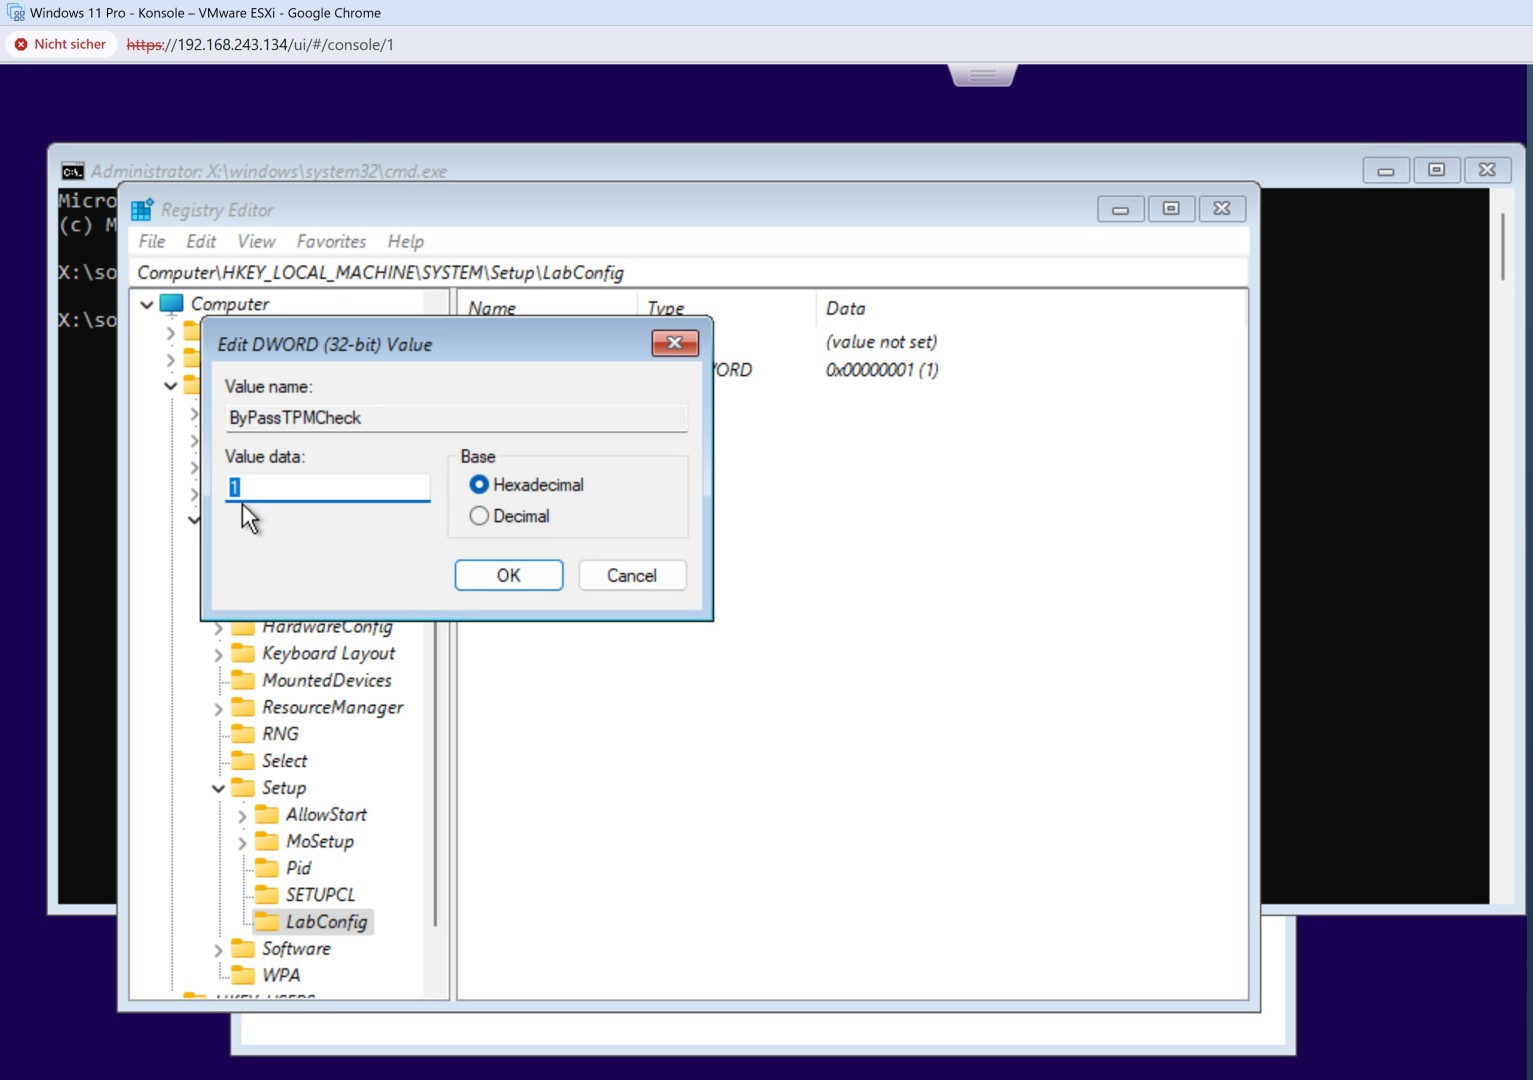 Windows 11 Pro - Konsole – VMware ESXi - Google Chrome
Nicht sicher https://192.168.243.134/ui/#/console/1
Administrator: X:\windows\system32\cmd.exe
Micro
(c) M
X:\so
X:\so
Registry Editor
File Edit View Favorites Help
Computer\HKEY_LOCAL_MACHINE\SYSTEM\Setup\LabConfig
Computer
Name Type Data
(value not set)
WORD 0x00000001 (1)
Edit DWORD (32-bit) Value
Value name:
ByPassTPMCheck
Value data:
1
Base
Hexadecimal
Decimal
OK Cancel
HardwareConfig
Keyboard Layout
MountedDevices
ResourceManager
RNG
Select
Setup
AllowStart
MoSetup
Pid
SETUPCL
LabConfig
Software
WPA
HKEY_USERS